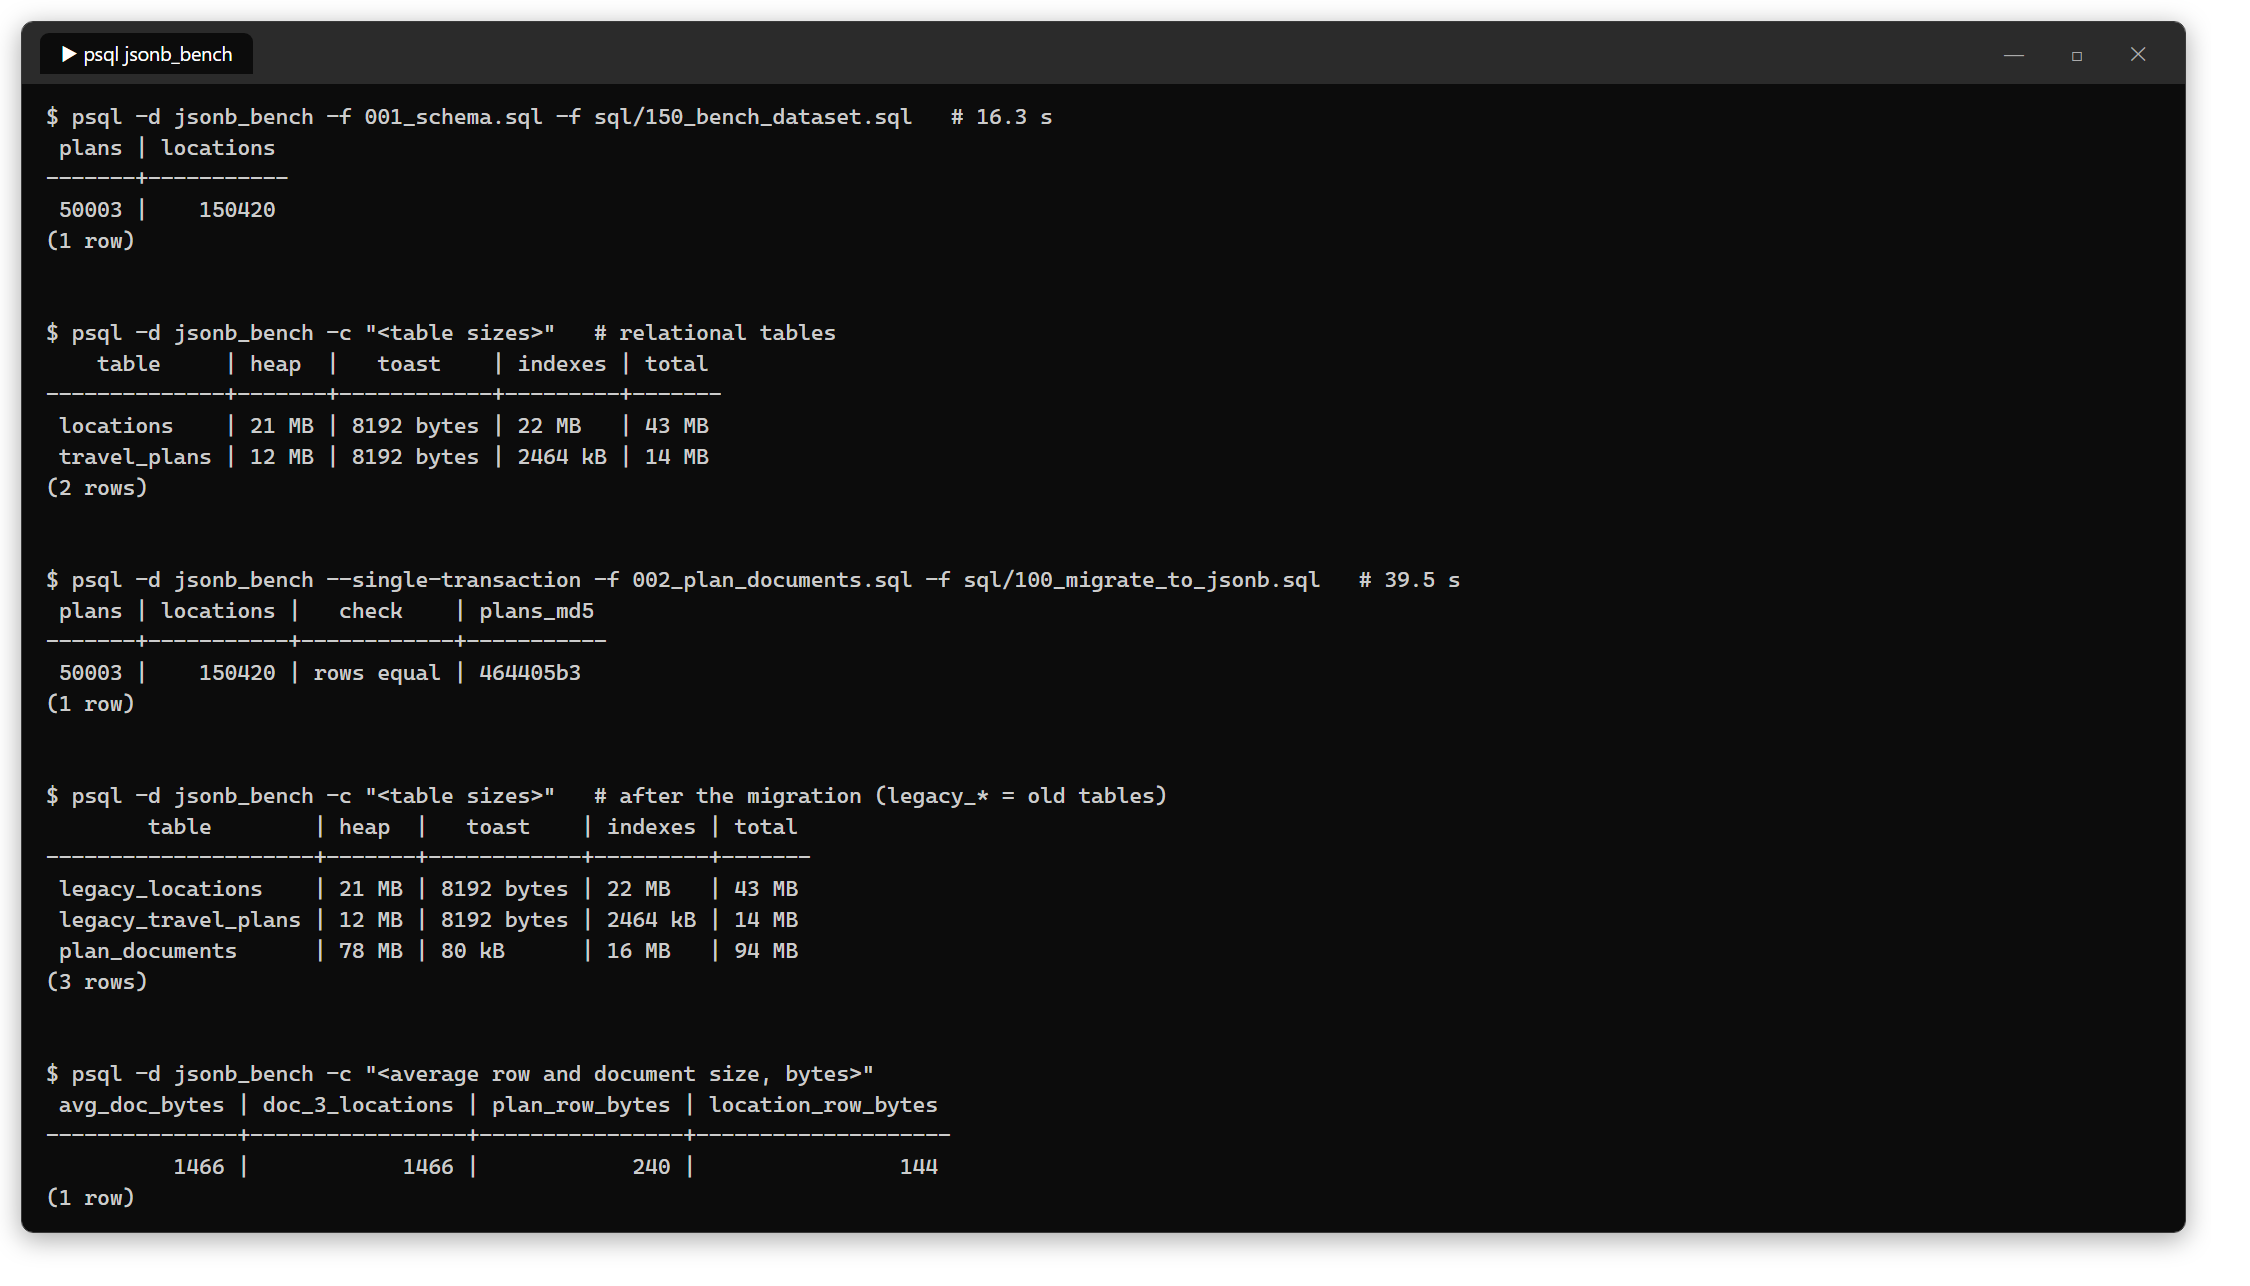 ▶ psql jsonb_bench
$ psql -d jsonb_bench -f 001_schema.sql -f sql/150_bench_dataset.sql   # 16.3 s
 plans | locations
-------+-----------
 50003 |    150420
(1 row)
$ psql -d jsonb_bench -c "<table sizes>"   # relational tables
    table     | heap  |   toast    | indexes | total
--------------+-------+------------+---------+-------
 locations    | 21 MB | 8192 bytes | 22 MB   | 43 MB
 travel_plans | 12 MB | 8192 bytes | 2464 kB | 14 MB
(2 rows)
$ psql -d jsonb_bench --single-transaction -f 002_plan_documents.sql -f sql/100_migrate_to_jsonb.sql   # 39.5 s
 plans | locations |   check    | plans_md5
-------+-----------+------------+-----------
 50003 |    150420 | rows equal | 464405b3
(1 row)
$ psql -d jsonb_bench -c "<table sizes>"   # after the migration (legacy_* = old tables)
        table        | heap  |   toast    | indexes | total
---------------------+-------+------------+---------+-------
 legacy_locations    | 21 MB | 8192 bytes | 22 MB   | 43 MB
 legacy_travel_plans | 12 MB | 8192 bytes | 2464 kB | 14 MB
 plan_documents      | 78 MB | 80 kB      | 16 MB   | 94 MB
(3 rows)
$ psql -d jsonb_bench -c "<average row and document size, bytes>"
 avg_doc_bytes | doc_3_locations | plan_row_bytes | location_row_bytes
---------------+-----------------+----------------+--------------------
          1466 |            1466 |            240 |                144
(1 row)